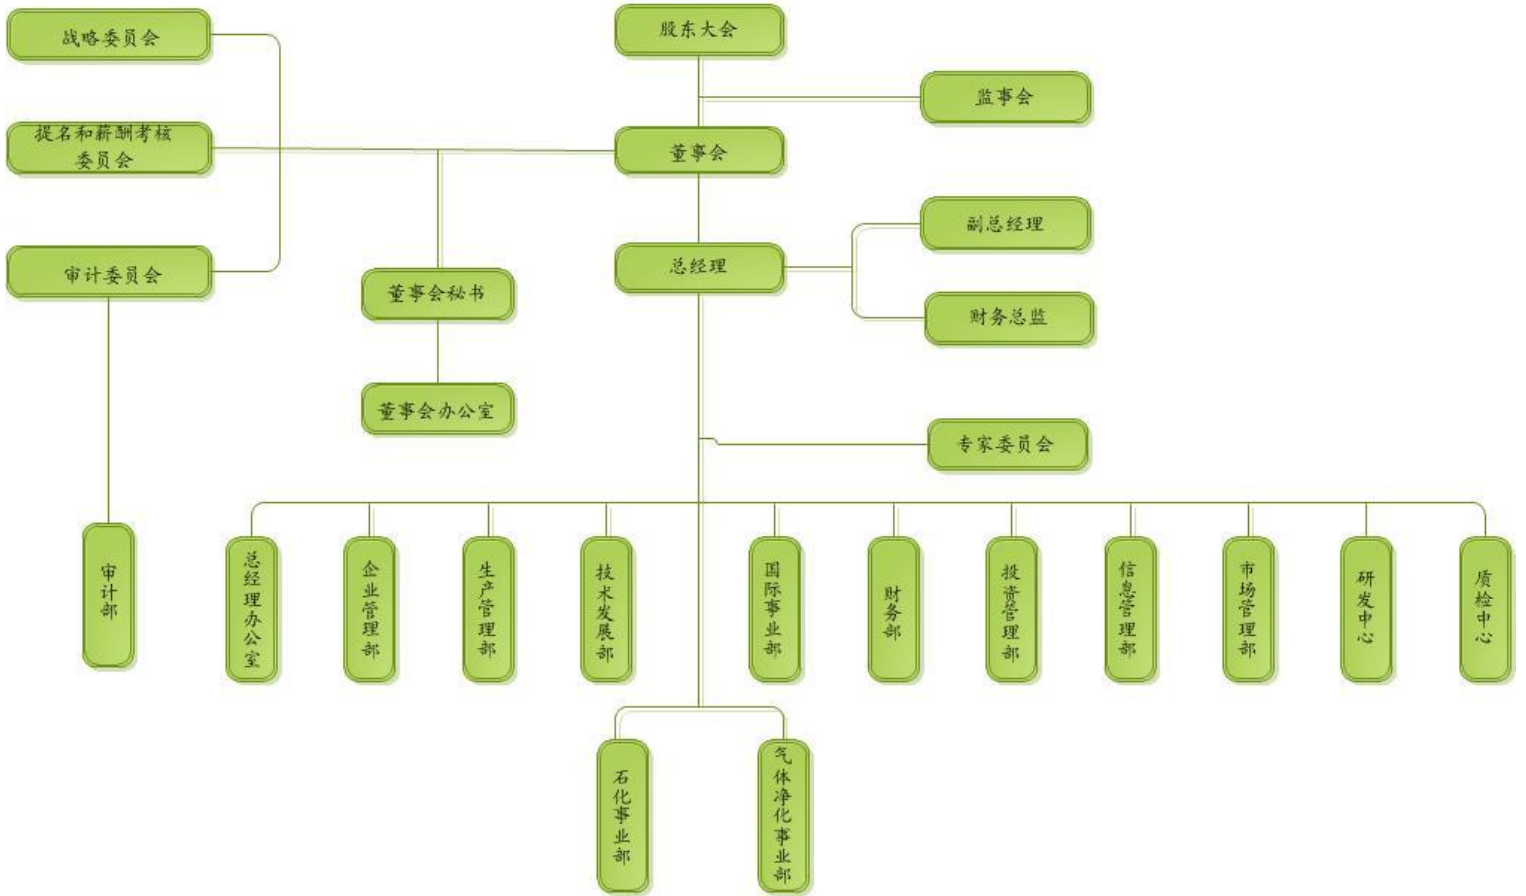 战略委员会
股东大会
监事会
提名和薪酬考核
委员会
董事会
副总经理
审计委员会
总经理
董事会秘书
财务总监
董事会办公室
专家委员会
审计部
总经理办公室
企业管理部
生产管理部
技术发展部
国际事业部
财务部
投资管理部
信息管理部
市场管理部
研发中心
质检中心
石化事业部
气体净化事业部